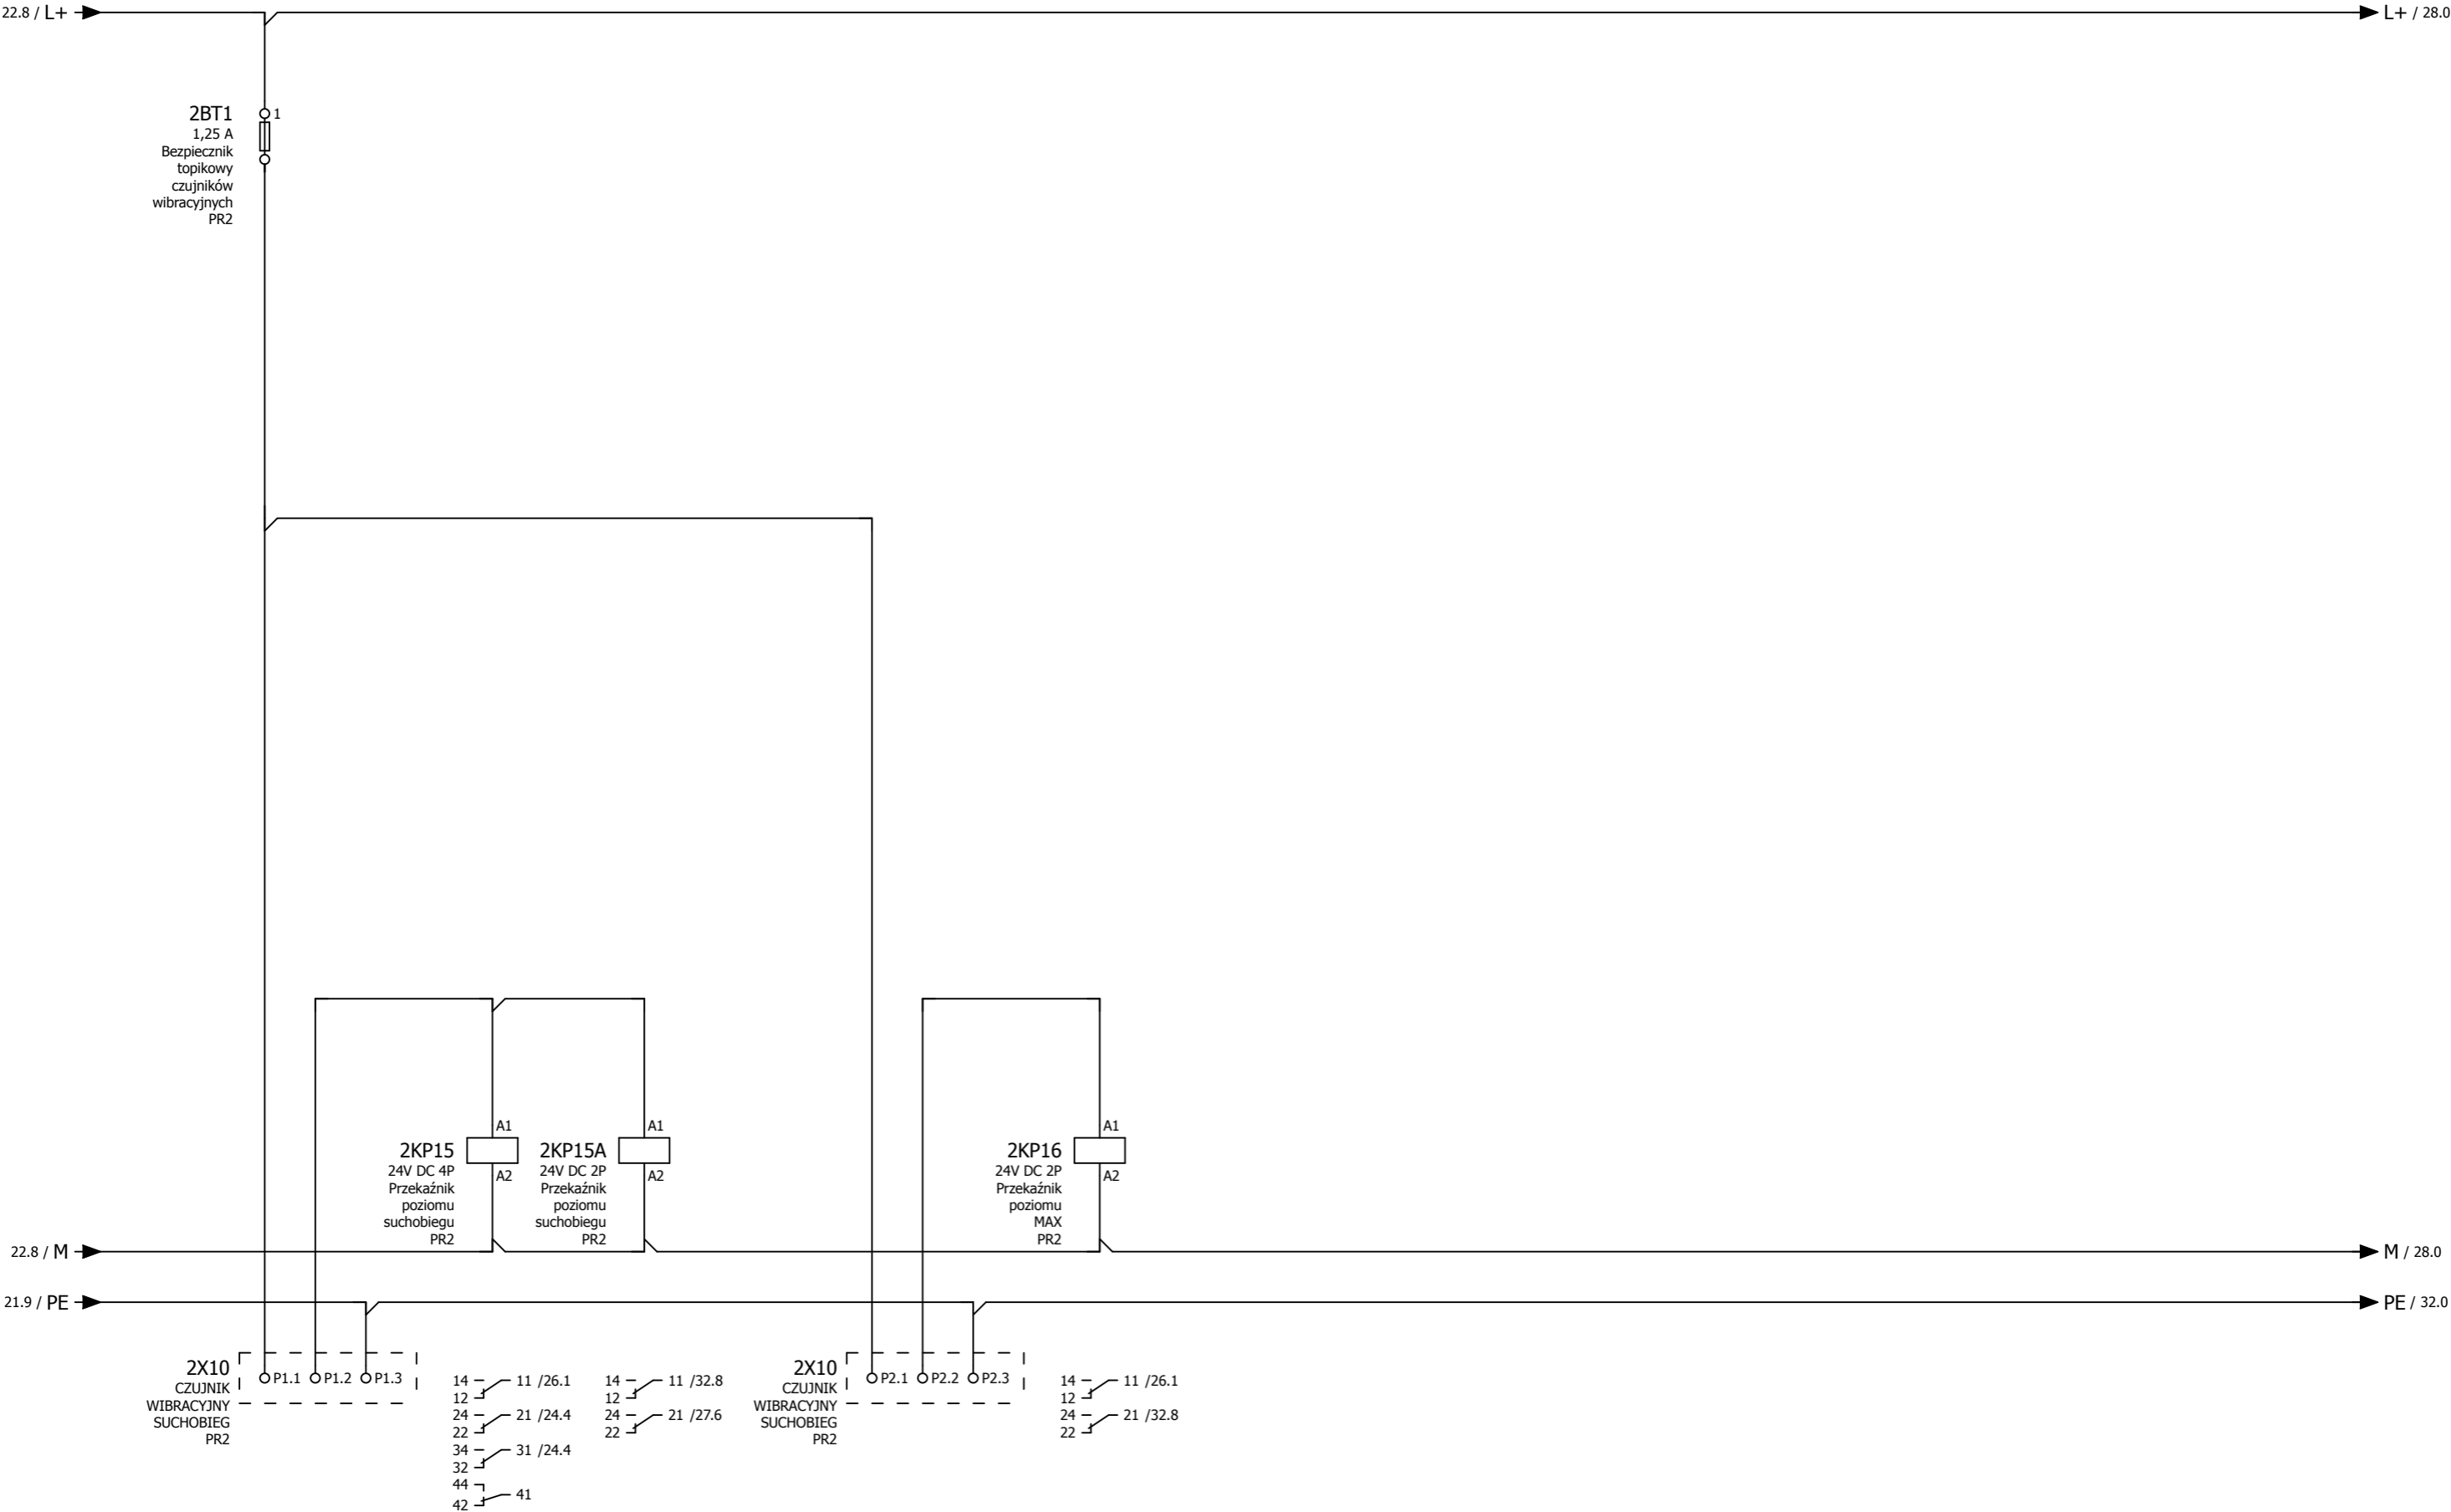 22.8 / L+
L+ / 28.0
2BT1
1
1,25 A
Bezpiecznik
topikowy
czujników
wibracyjnych
PR2
A1
A1
A1
2KP15
24V DC 4P
Przekaźnik
poziomu
suchobiegu
PR2
A2
2KP15A
24V DC 2P
Przekaźnik
poziomu
suchobiegu
PR2
A2
2KP16
24V DC 2P
Przekaźnik
poziomu
MAX
PR2
A2
22.8 / M
M / 28.0
21.9 / PE
PE / 32.0
2X10
CZUJNIK
WIBRACYJNY
SUCHOBIEG
PR2
P1.1 P1.2 P1.3
14 11 /26.1
12
24 21 /24.4
22
34 31 /24.4
32
44
41
42
14 11 /32.8
12
24 21 /27.6
22
2X10
CZUJNIK
WIBRACYJNY
SUCHOBIEG
PR2
P2.1 P2.2 P2.3
14 11 /26.1
12
24 21 /32.8
22